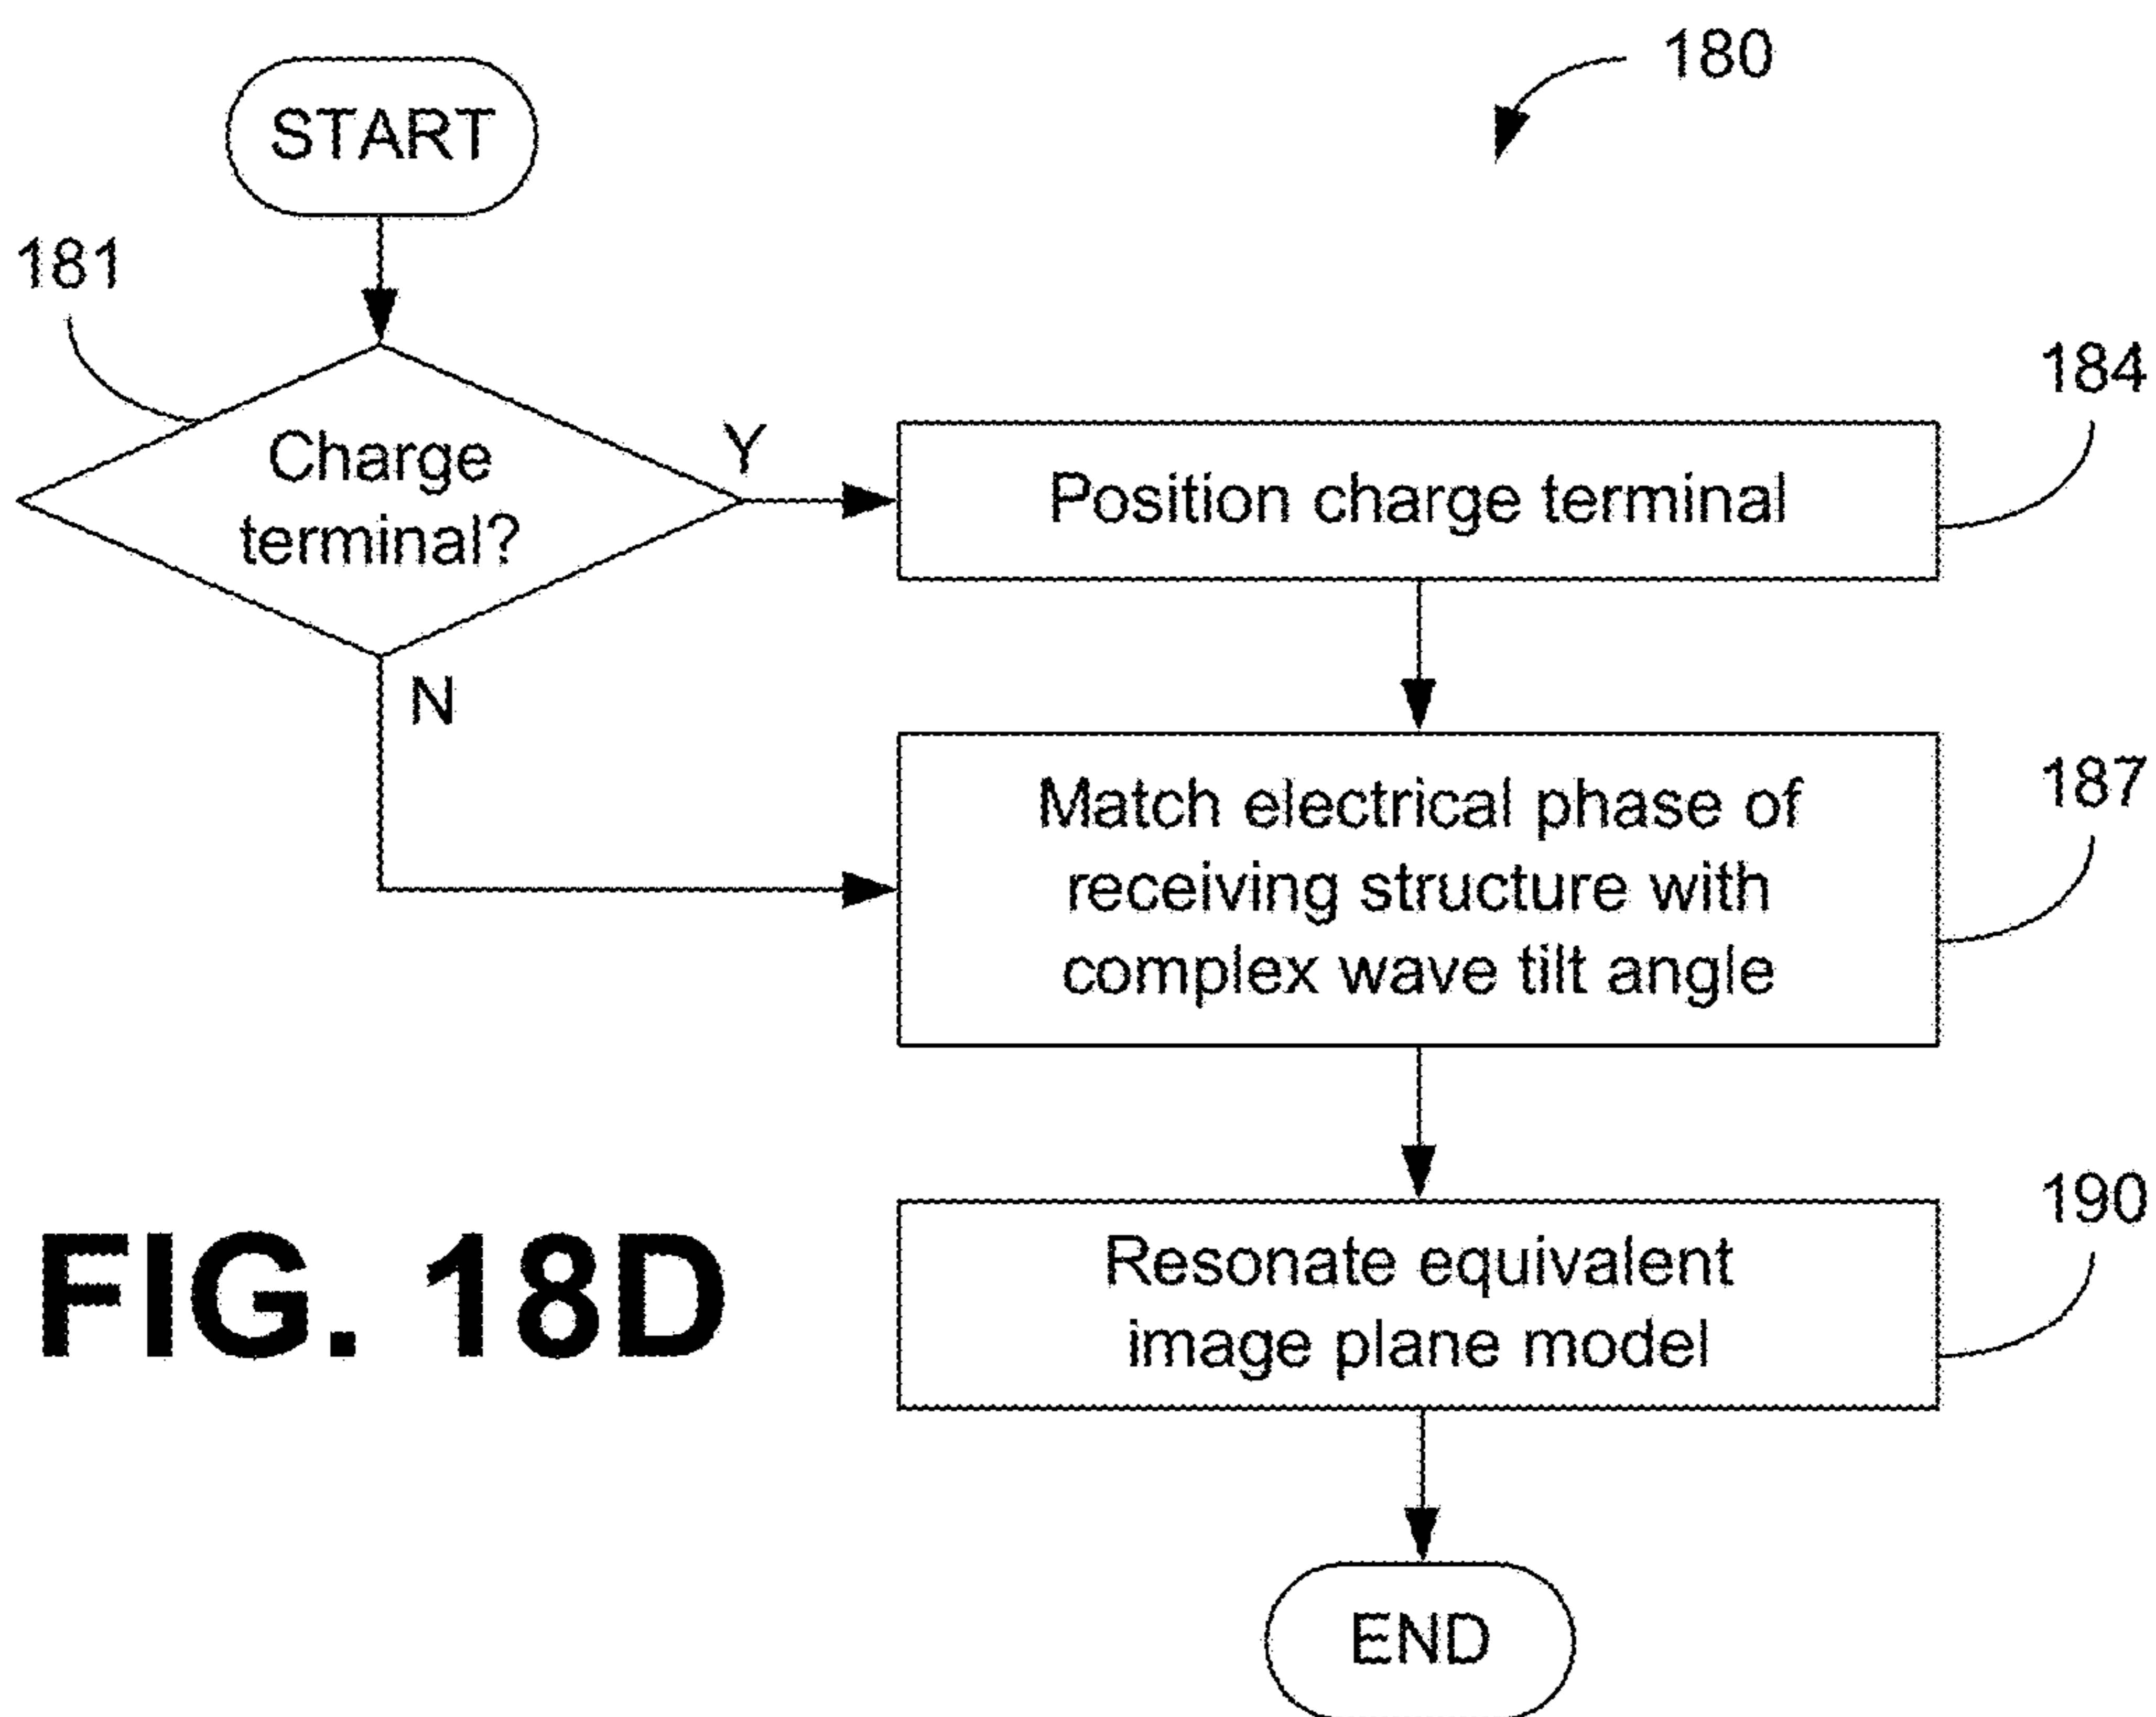 180
START
181
184
Charge
terminal?
Y
Position charge terminal
N
187
Match electrical phase of
receiving structure with
complex wave tilt angle
190
Resonate equivalent
image plane model
FIG. 18D
END